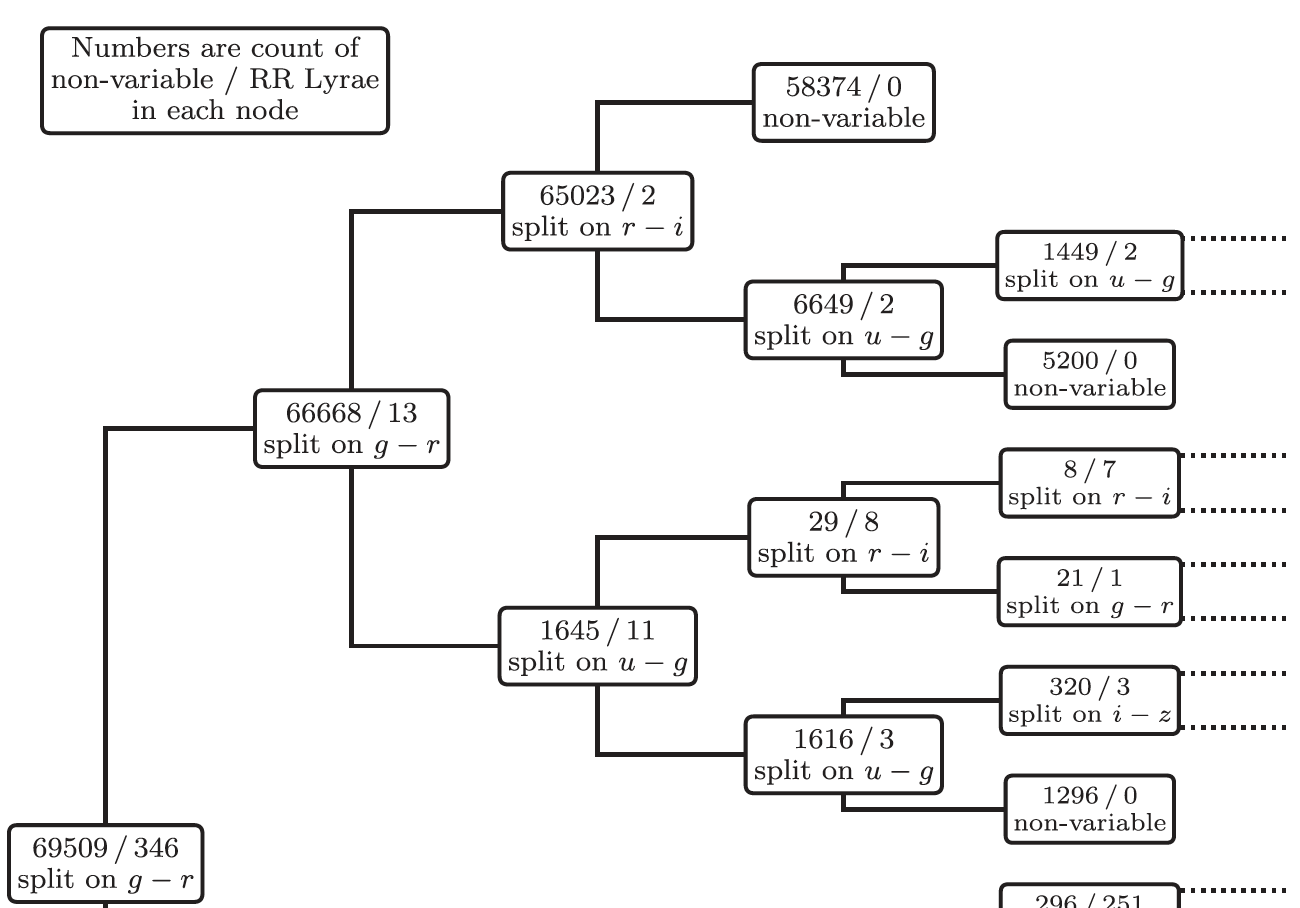 Numbers are count of
non-variable / RR Lyrae
in each node
58374 / 0
non-variable
65023 / 2
split on r − i
1449 / 2
split on u − g
6649 / 2
split on u − g
5200 / 0
non-variable
66668 / 13
split on g − r
8 / 7
split on r − i
29 / 8
split on r − i
21 / 1
split on g − r
1645 / 11
split on u − g
320 / 3
split on i − z
1616 / 3
split on u − g
1296 / 0
non-variable
69509 / 346
split on g − r
296 / 251